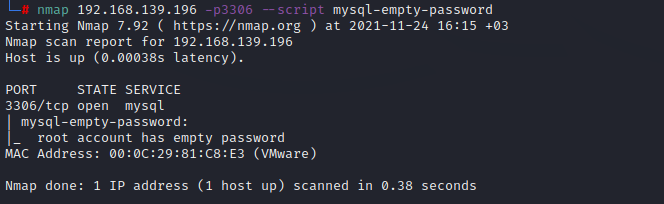 └─# nmap 192.168.139.196 -p3306 --script mysql-empty-password
Starting Nmap 7.92 ( https://nmap.org ) at 2021-11-24 16:15 +03
Nmap scan report for 192.168.139.196
Host is up (0.00038s latency).

PORT     STATE SERVICE
3306/tcp open  mysql
| mysql-empty-password:
|_  root account has empty password
MAC Address: 00:0C:29:81:C8:E3 (VMware)

Nmap done: 1 IP address (1 host up) scanned in 0.38 seconds